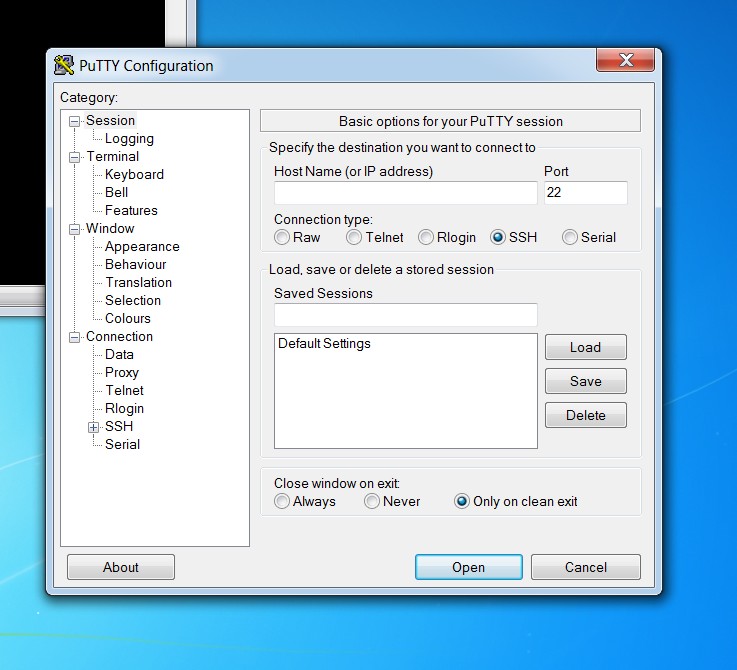 PuTTY Configuration
Category:
Session
Logging
Terminal
Keyboard
Bell
Features
Window
Appearance
Behaviour
Translation
Selection
Colours
Connection
Data
Proxy
Telnet
Rlogin
SSH
Serial
Basic options for your PuTTY session
Specify the destination you want to connect to
Host Name (or IP address) Port
22
Connection type:
Raw Telnet Rlogin SSH Serial
Load, save or delete a stored session
Saved Sessions
Default Settings
Load
Save
Delete
Close window on exit:
Always Never Only on clean exit
About Open Cancel